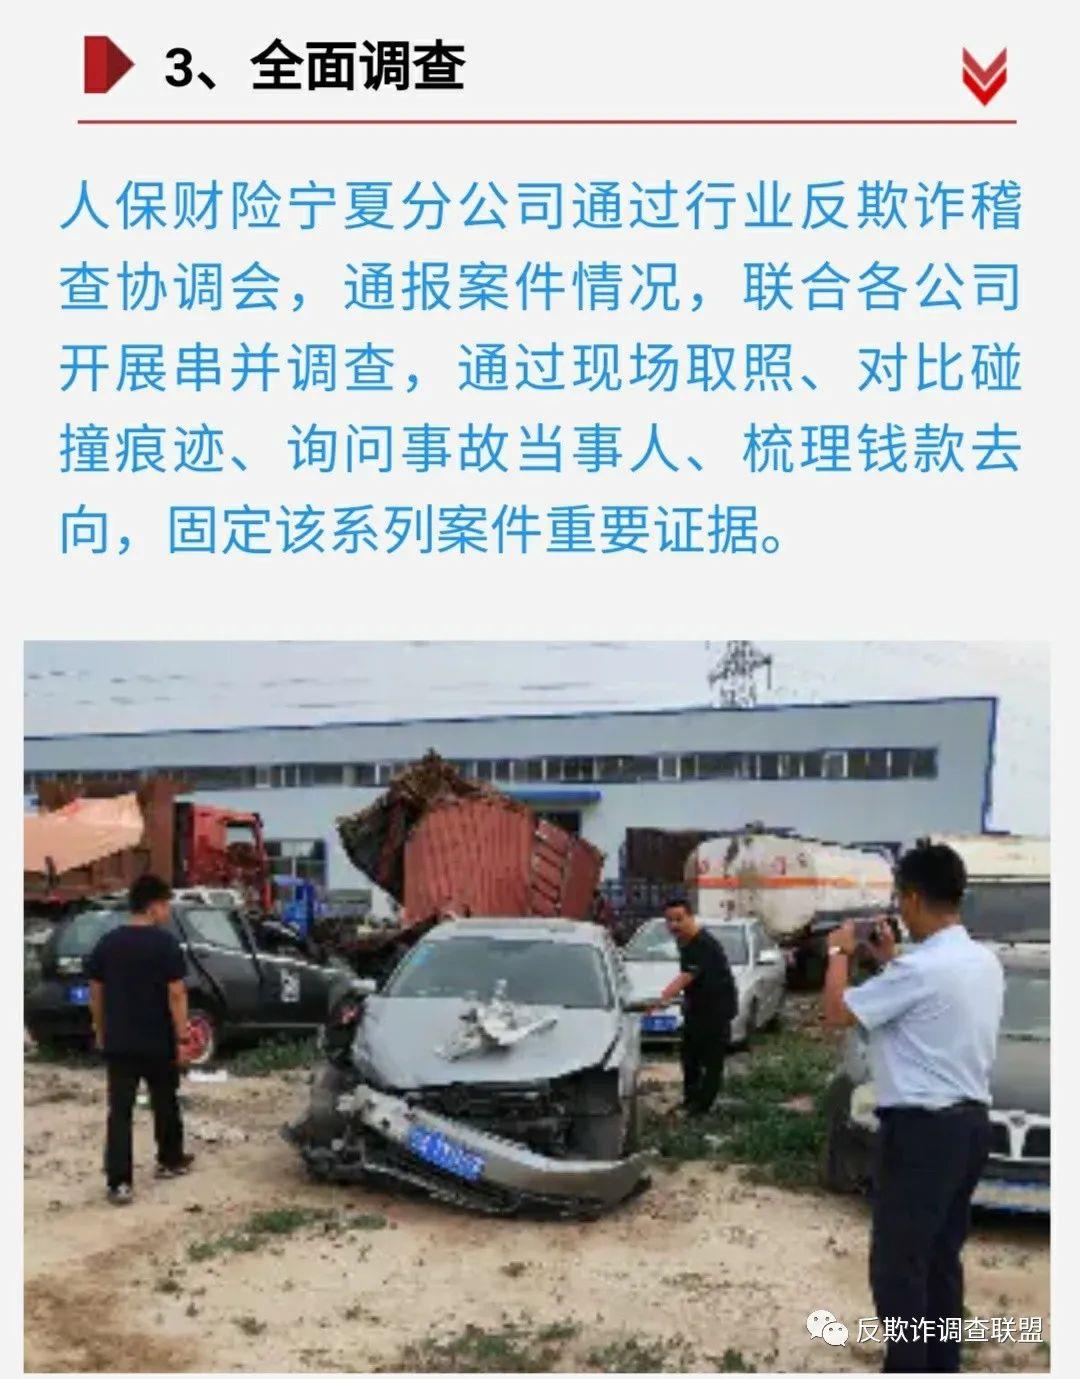 3、全面调查
人保财险宁夏分公司通过行业反欺诈稽
查协调会，通报案件情况，联合各公司
开展串并调查，通过现场取照、对比碰
撞痕迹、询问事故当事人、梳理钱款去
向，固定该系列案件重要证据。
反欺诈调查联盟